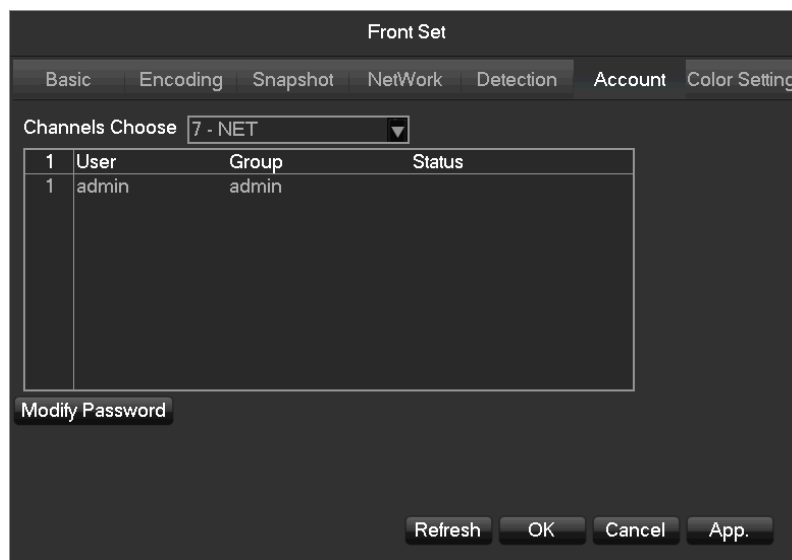 Front Set
Basic Encoding Snapshot NetWork Detection Account Color Setting
Channels Choose 7 - NET
1 User Group Status
1 admin admin
Modify Password
Refresh OK Cancel App.